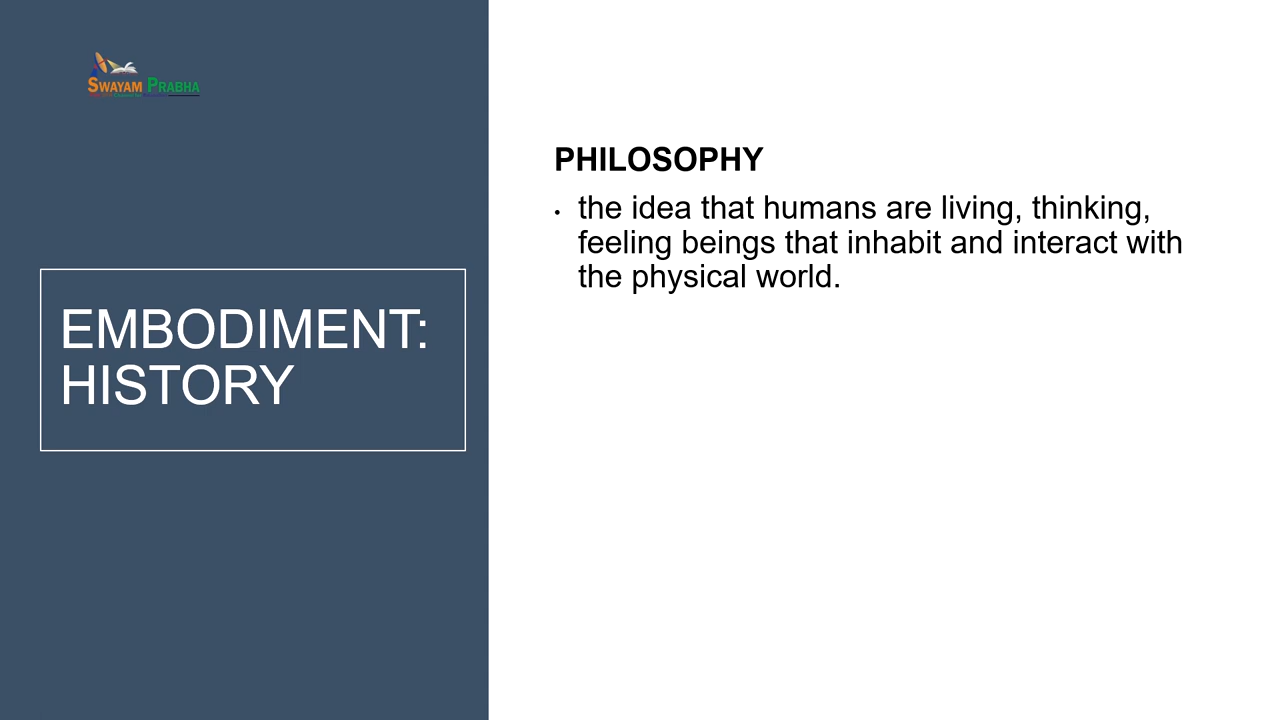 SWAYAM PRABHA
EMBODIMENT:
HISTORY
PHILOSOPHY
• the idea that humans are living, thinking,
feeling beings that inhabit and interact with
the physical world.